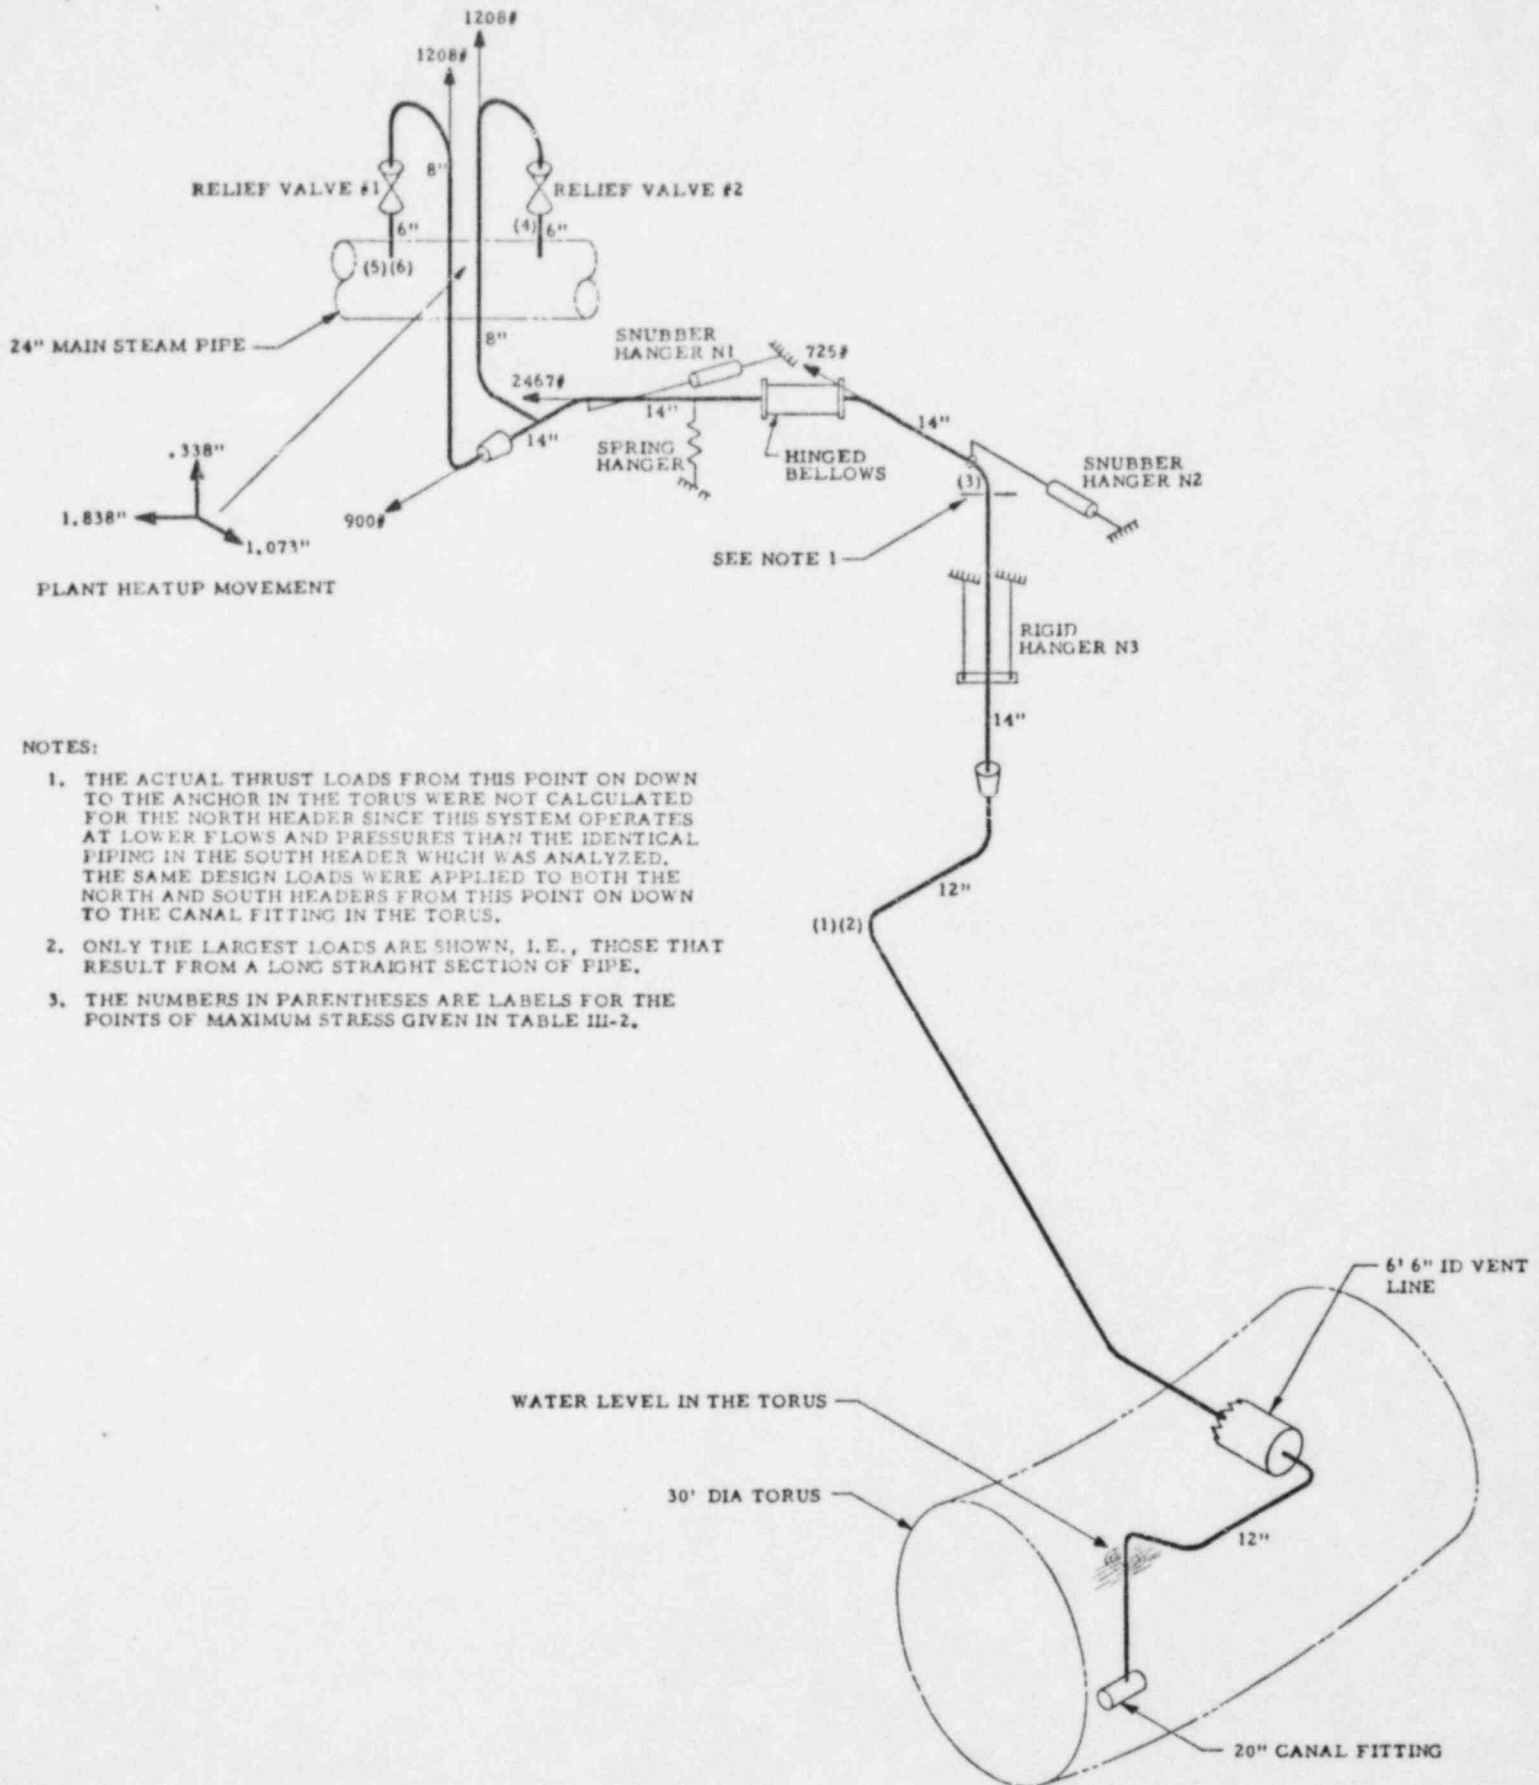 1208#
1208#
8"
RELIEF VALVE #1
RELIEF VALVE #2
6"
(4) 6"
(5)(6)
24" MAIN STEAM PIPE
8"
SNUBBER
HANGER N1
725#
2467#
14"
14"
14"
SPRING
HANGER
HINGED
BELLOWS
SNUBBER
HANGER N2
(3)
.338"
1.838"
1.073"
900#
SEE NOTE 1
PLANT HEATUP MOVEMENT
RIGID
HANGER N3
14"
NOTES:
1. THE ACTUAL THRUST LOADS FROM THIS POINT ON DOWN
TO THE ANCHOR IN THE TORUS WERE NOT CALCULATED
FOR THE NORTH HEADER SINCE THIS SYSTEM OPERATES
AT LOWER FLOWS AND PRESSURES THAN THE IDENTICAL
PIPING IN THE SOUTH HEADER WHICH WAS ANALYZED.
THE SAME DESIGN LOADS WERE APPLIED TO BOTH THE
NORTH AND SOUTH HEADERS FROM THIS POINT ON DOWN
TO THE CANAL FITTING IN THE TORUS.
2. ONLY THE LARGEST LOADS ARE SHOWN, I.E., THOSE THAT
RESULT FROM A LONG STRAIGHT SECTION OF PIPE.
3. THE NUMBERS IN PARENTHESES ARE LABELS FOR THE
POINTS OF MAXIMUM STRESS GIVEN IN TABLE III-2.
12"
(1)(2)
6' 6" ID VENT
LINE
WATER LEVEL IN THE TORUS
30' DIA TORUS
12"
20" CANAL FITTING